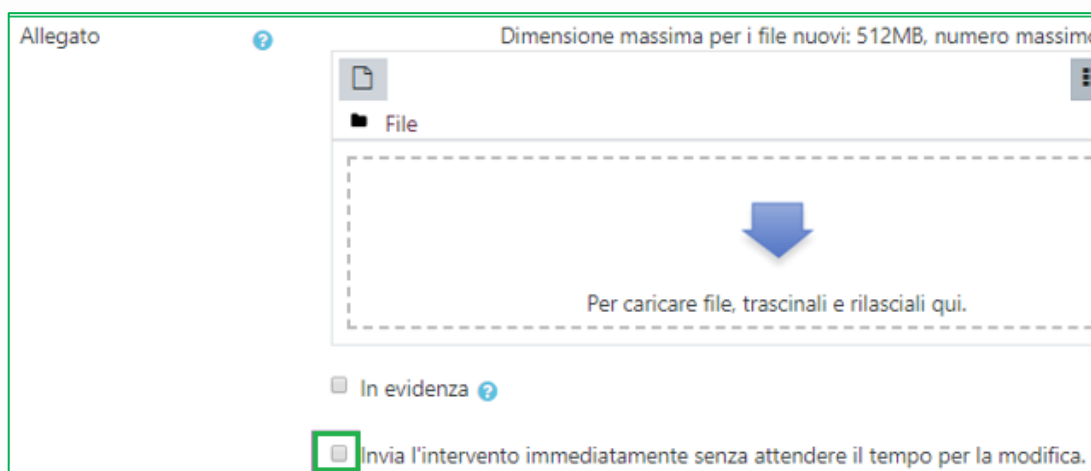 Allegato Dimensione massima per i file nuovi: 512MB, numero massimo
File
Per caricare file, trascinali e rilasciali qui.
In evidenza
Invia l'intervento immediatamente senza attendere il tempo per la modifica.